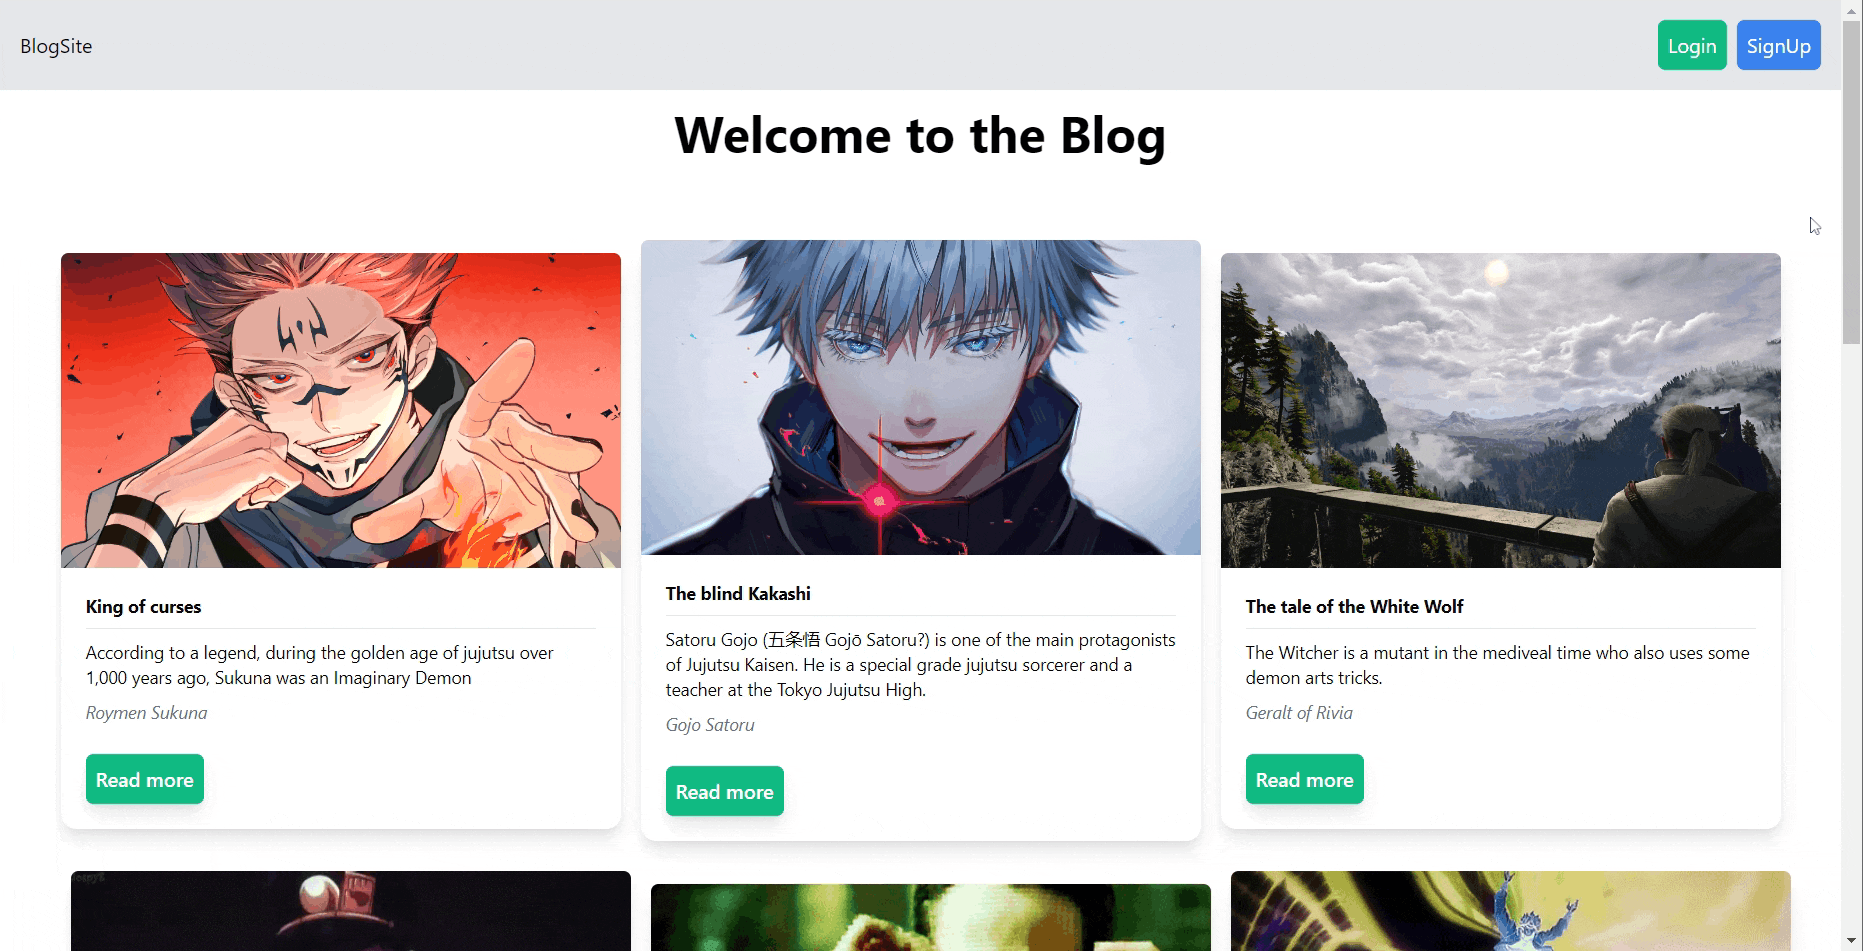 BlogSite
Login
SignUp
Welcome to the Blog
King of curses
According to a legend, during the golden age of jujutsu over
1,000 years ago, Sukuna was an Imaginary Demon
Roymen Sukuna
Read more
The blind Kakashi
Satoru Gojo (五条悟 Gojō Satoru?) is one of the main protagonists
of Jujutsu Kaisen. He is a special grade jujutsu sorcerer and a
teacher at the Tokyo Jujutsu High.
Gojo Satoru
Read more
The tale of the White Wolf
The Witcher is a mutant in the mediveal time who also uses some
demon arts tricks.
Geralt of Rivia
Read more